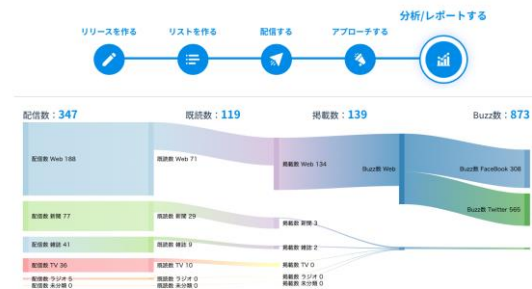 分析/レポートする
リリースを作る
リストを作る
配信する
アプローチする
配信数：347
既読数：119
掲載数：139
Buzz数：873
配信数 Web 188
既読数 Web 71
掲載数 Web 134
Buzz数 Web
Buzz数 FaceBook 308
Buzz数 Twitter 565
配信数 新聞 77
既読数 新聞 29
掲載数 新聞 3
配信数 雑誌 41
既読数 雑誌 9
掲載数 雑誌 2
配信数 TV 36
既読数 TV 10
掲載数 TV 0
配信数 ラジオ 5
既読数 ラジオ 0
掲載数 ラジオ 0
配信数 未分類 0
既読数 未分類 0
掲載数 未分類 0